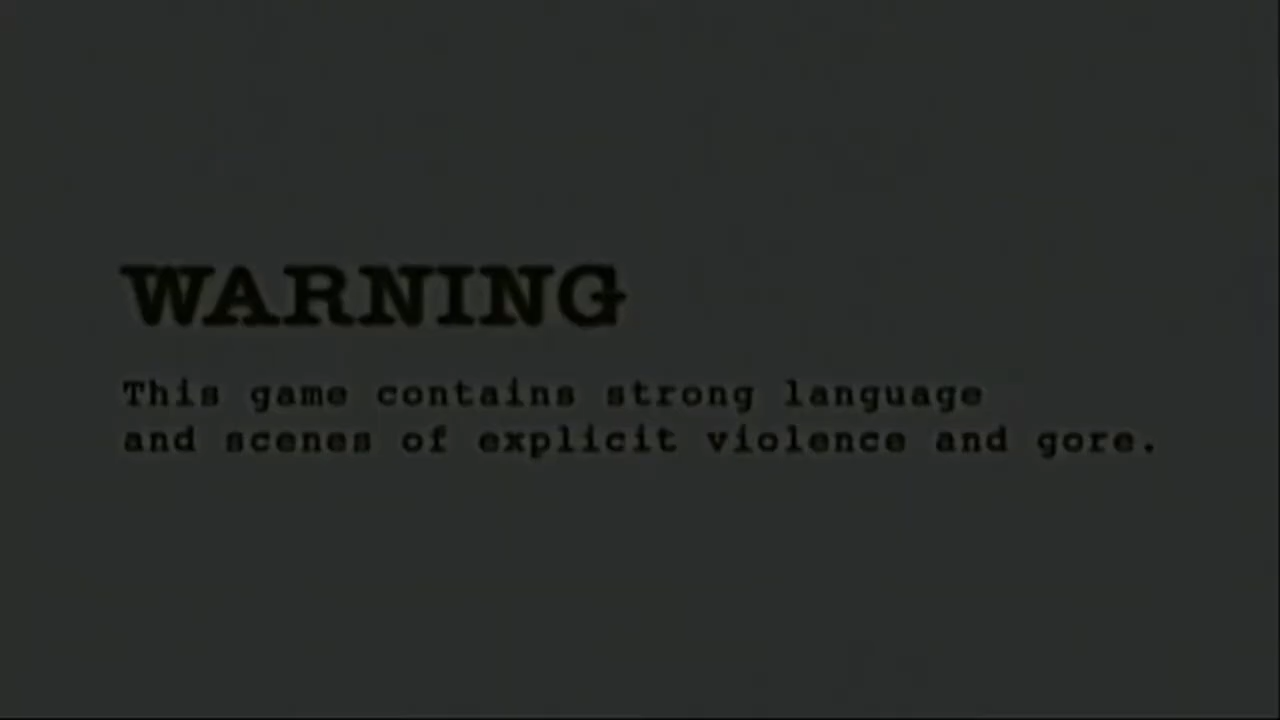 WARNING
This game contains strong language
and scenes of explicit violence and gore.